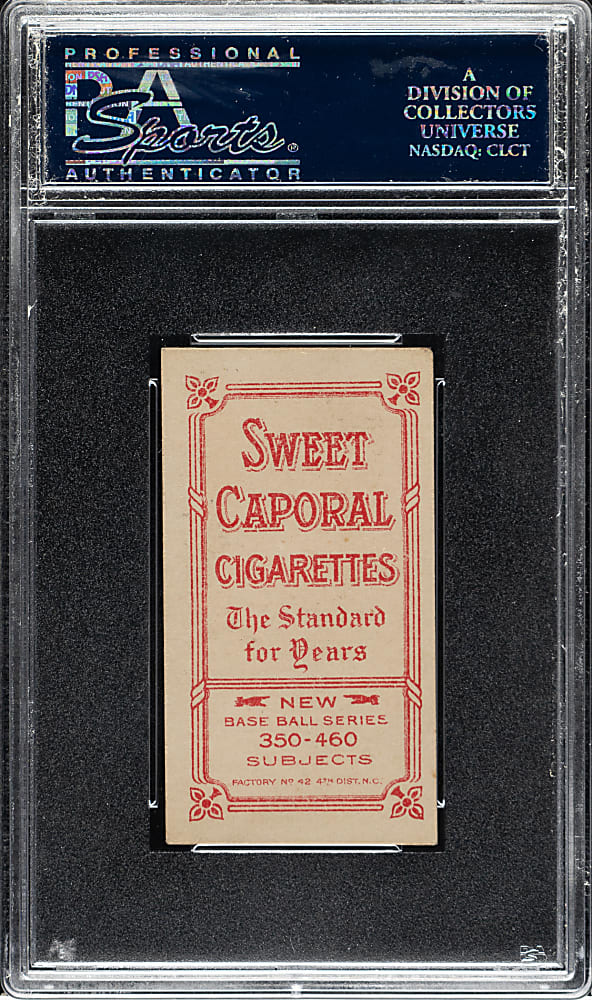 PROFESSIONAL
PSA
Sports®
AUTHENTICATOR
A
DIVISION OF
COLLECTORS
UNIVERSE
NASDAQ: CLCT
SWEET
CAPORAL
CIGARETTES
The Standard
for Years
NEW
BASE BALL SERIES
350-460
SUBJECTS
FACTORY Nº 42 4TH DIST. N.C.
PSA